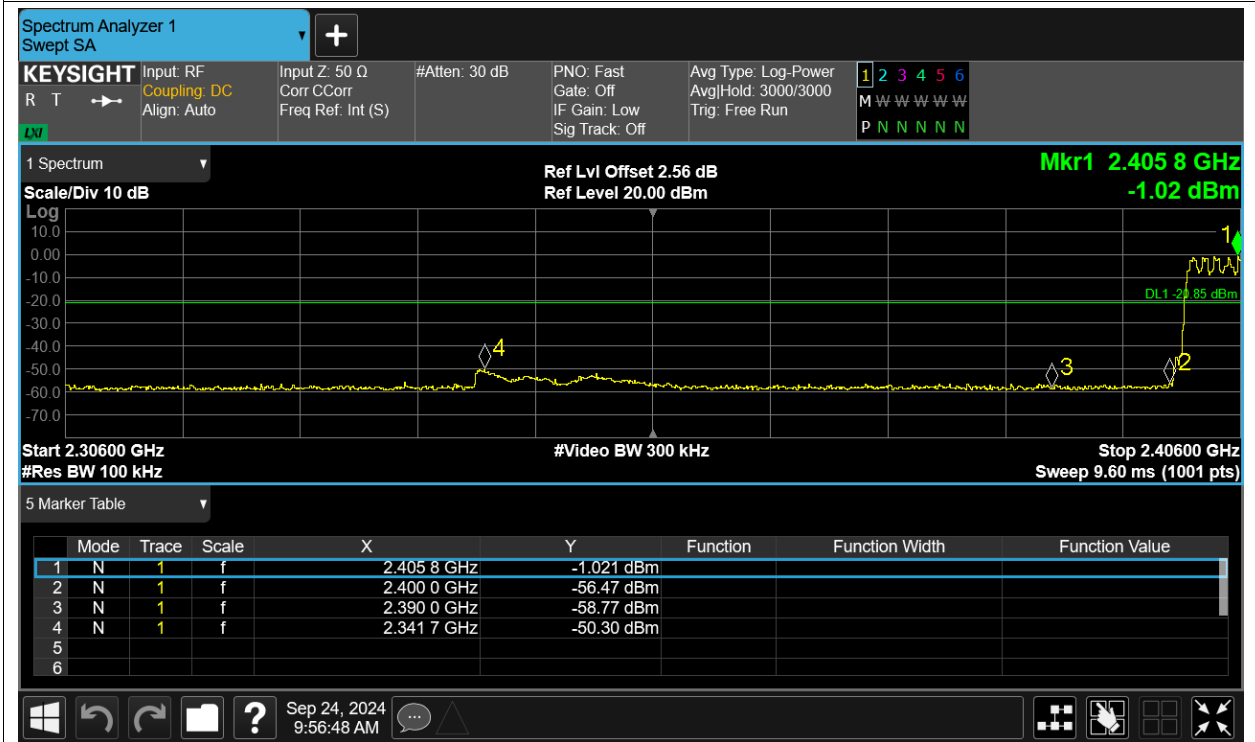 Spectrum Analyzer 1
Swept SA
KEYSIGHT
R T
LXI
Input: RF
Coupling: DC
Align: Auto
Input Z: 50 Ω
Corr CCorr
Freq Ref: Int (S)
#Atten: 30 dB
PNO: Fast
Gate: Off
IF Gain: Low
Sig Track: Off
Avg Type: Log-Power
Avg|Hold: 3000/3000
Trig: Free Run
1 2 3 4 5 6
M W W W W W
P N N N N N
1 Spectrum
Scale/Div 10 dB
Ref Lvl Offset 2.56 dB
Ref Level 20.00 dBm
Mkr1 2.405 8 GHz
-1.02 dBm
Log
10.0
0.00
-10.0
-20.0
-30.0
-40.0
-50.0
-60.0
-70.0
1
DL1 -20.85 dBm
4
3
2
Start 2.30600 GHz
#Res BW 100 kHz
#Video BW 300 kHz
Stop 2.40600 GHz
Sweep 9.60 ms (1001 pts)
5 Marker Table
Mode Trace Scale X Y Function Function Width Function Value
1 N 1 f 2.405 8 GHz -1.021 dBm
2 N 1 f 2.400 0 GHz -56.47 dBm
3 N 1 f 2.390 0 GHz -58.77 dBm
4 N 1 f 2.341 7 GHz -50.30 dBm
5
6
?
Sep 24, 2024
9:56:48 AM